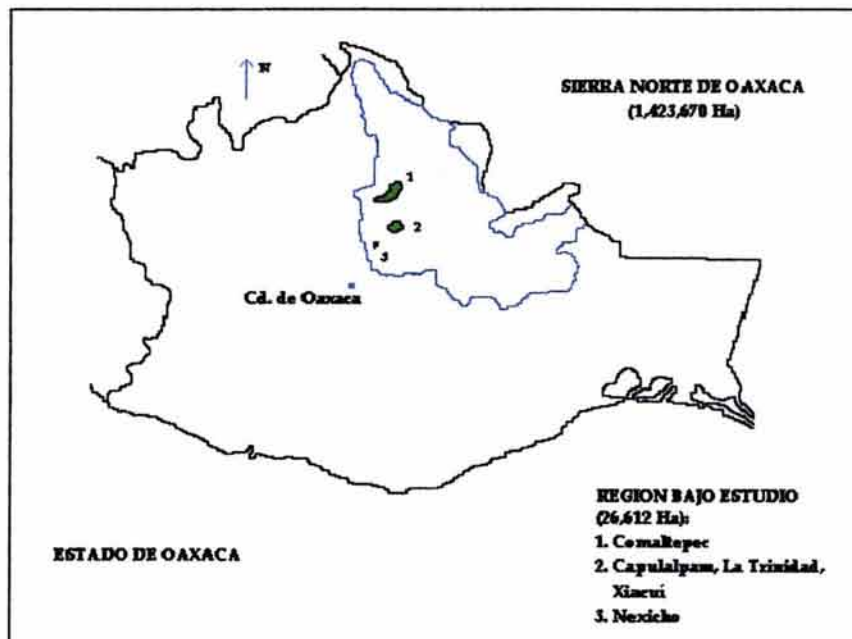 N
SIERRA NORTE DE OAXACA
(1,423,670 Ha)
1
2
3
Cd. de Oaxaca
ESTADO DE OAXACA
REGION BAJO ESTUDIO
(26,612 Ha):
1. Comaltepec
2. Capulalpam, La Trinidad,
Xiacuí
3. Nexicho